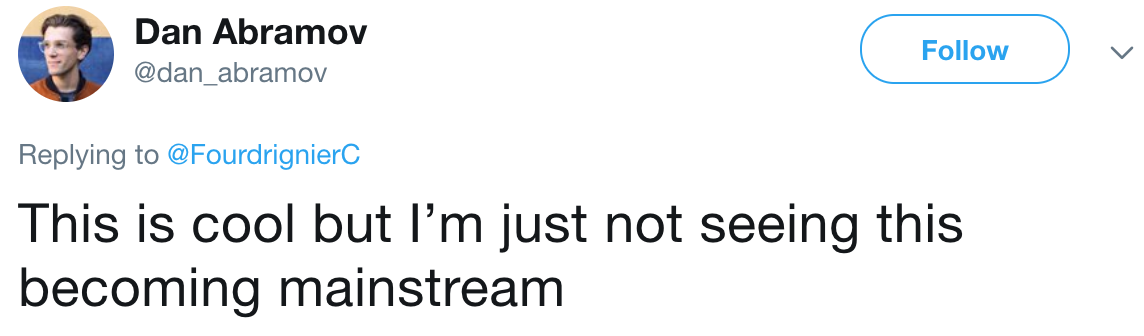 Dan Abramov
@dan_abramov
Follow
Replying to @FourdrignierC
This is cool but I’m just not seeing this
becoming mainstream